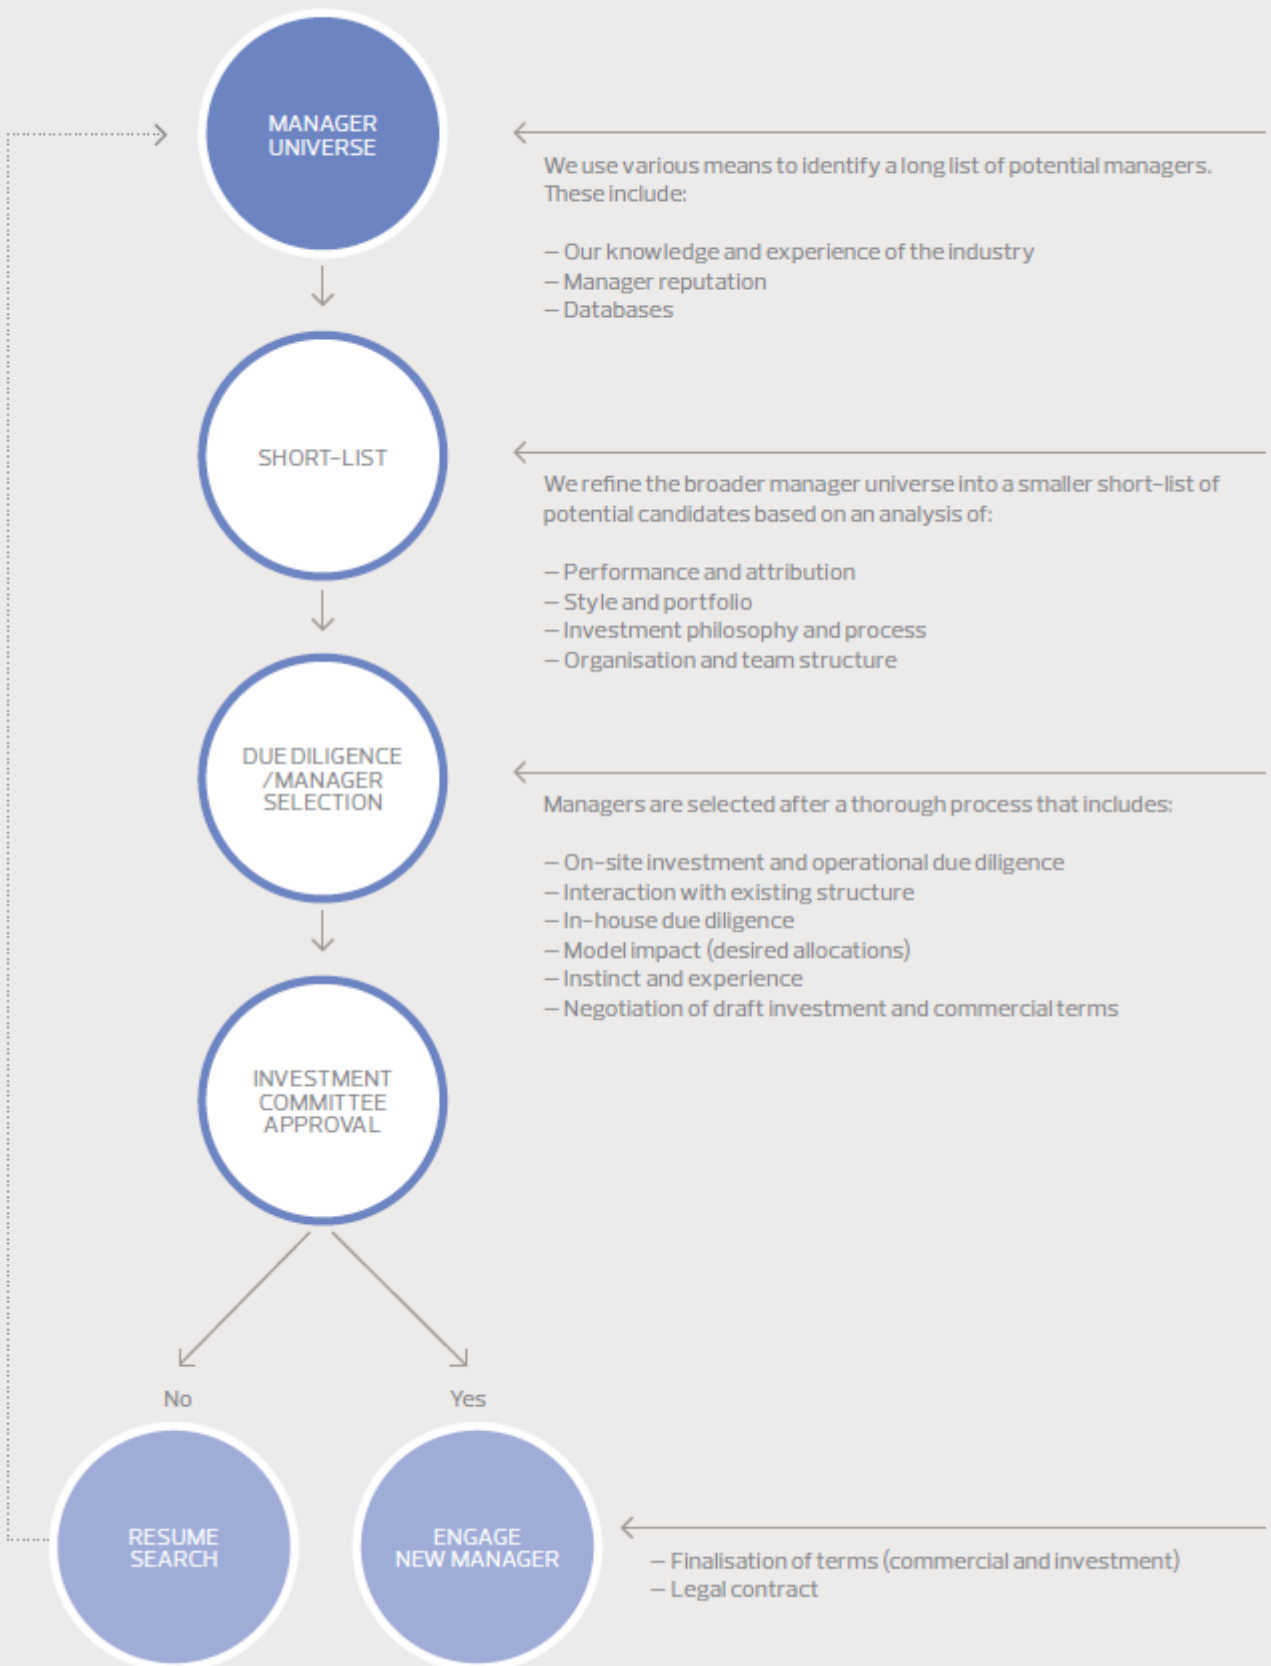 MANAGER
UNIVERSE
We use various means to identify a long list of potential managers.
These include:
– Our knowledge and experience of the industry
– Manager reputation
– Databases
SHORT-LIST
We refine the broader manager universe into a smaller short-list of
potential candidates based on an analysis of:
– Performance and attribution
– Style and portfolio
– Investment philosophy and process
– Organisation and team structure
DUE DILIGENCE
/MANAGER
SELECTION
Managers are selected after a thorough process that includes:
– On-site investment and operational due diligence
– Interaction with existing structure
– In-house due diligence
– Model impact (desired allocations)
– Instinct and experience
– Negotiation of draft investment and commercial terms
INVESTMENT
COMMITTEE
APPROVAL
No
Yes
RESUME
SEARCH
ENGAGE
NEW MANAGER
– Finalisation of terms (commercial and investment)
– Legal contract